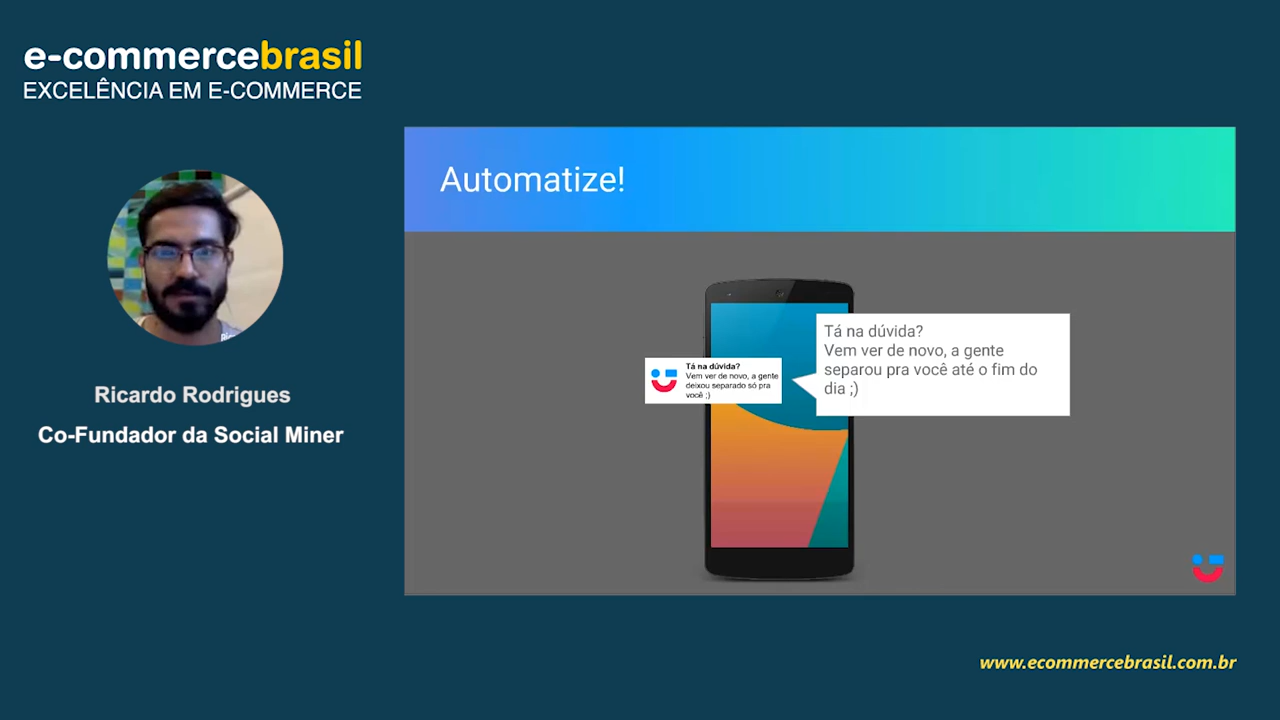 e-commercebrasil
EXCELÊNCIA EM E-COMMERCE
Automatize!
Tá na dúvida?
Vem ver de novo, a gente
deixou separado só pra
você ;)
Tá na dúvida?
Vem ver de novo, a gente
separou pra você até o fim do
dia ;)
Ricardo Rodrigues
Co-Fundador da Social Miner
www.ecommercebrasil.com.br